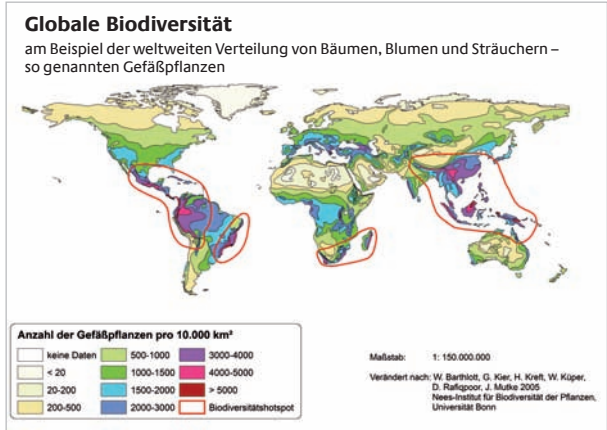 Globale Biodiversität
am Beispiel der weltweiten Verteilung von Bäumen, Blumen und Sträuchern –
so genannten Gefäßpflanzen
Anzahl der Gefäßpflanzen pro 10.000 km²
keine Daten
< 20
20-200
200-500
500-1000
1000-1500
1500-2000
2000-3000
3000-4000
4000-5000
> 5000
Biodiversitätshotspot
Maßstab: 1: 150.000.000
Verändert nach: W. Barthlott, G. Kier, H. Kreft, W. Küper,
D. Rafiqpoor, J. Mutke 2005
Nees-Institut für Biodiversität der Pflanzen,
Universität Bonn